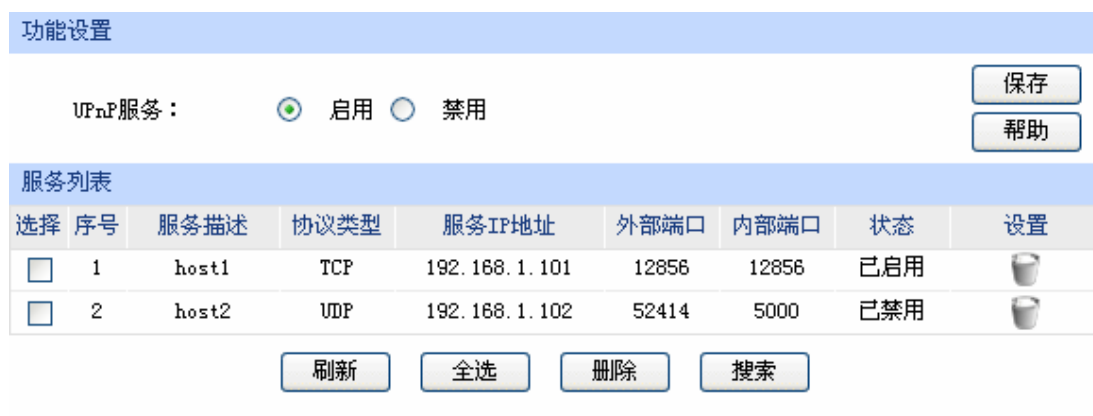 功能设置
UPnP服务： 启用 禁用 保存
帮助
服务列表
选择 序号 服务描述 协议类型 服务IP地址 外部端口 内部端口 状态 设置
1 host1 TCP 192.168.1.101 12856 12856 已启用
2 host2 UDP 192.168.1.102 52414 5000 已禁用
刷新 全选 删除 搜索